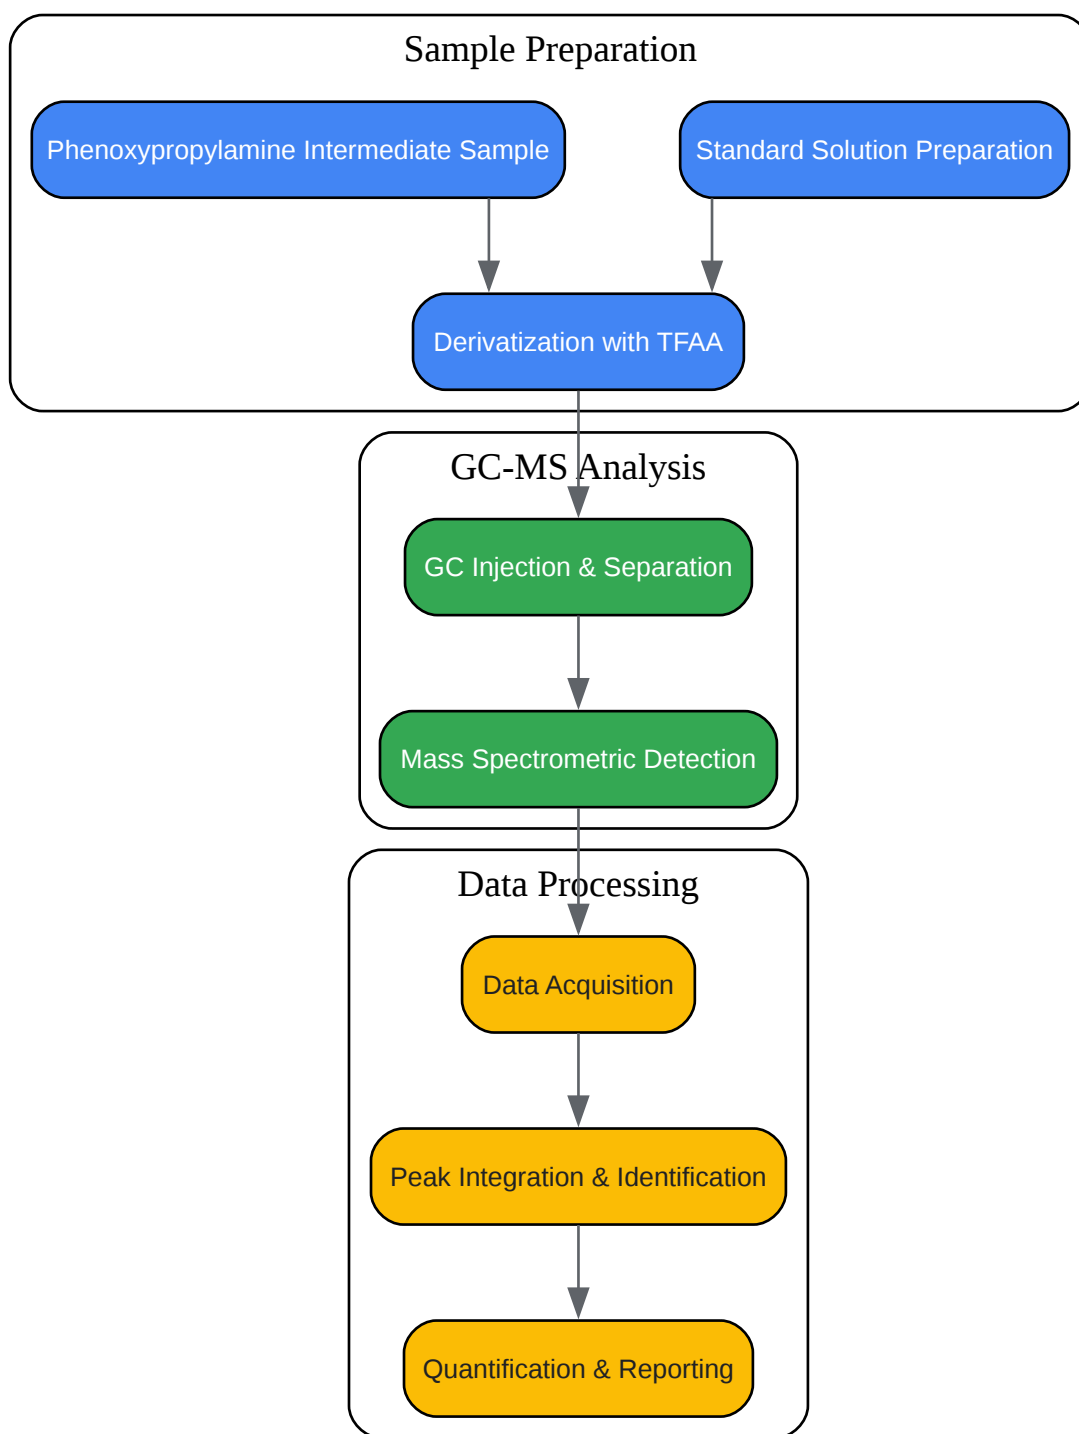 Sample Preparation
Phenoxypropylamine Intermediate Sample
Standard Solution Preparation
Derivatization with TFAA
GC-MS Analysis
GC Injection & Separation
Mass Spectrometric Detection
Data Processing
Data Acquisition
Peak Integration & Identification
Quantification & Reporting